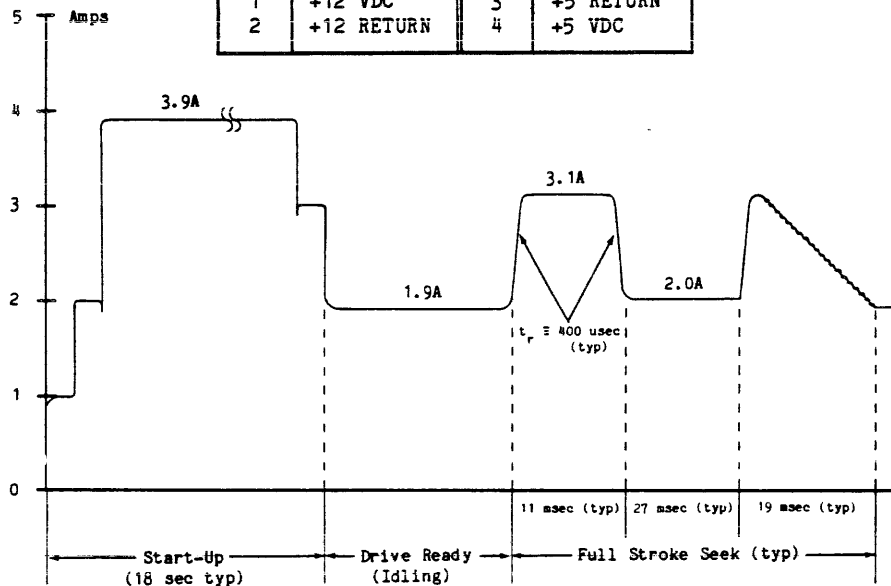 1 +12 VDC 3 +5 RETURN
2 +12 RETURN 4 +5 VDC
5 Amps
4
3
2
1
0
3.9A
3.1A
1.9A
2.0A
t_r ≡ 400 usec
(typ)
11 msec (typ) 27 msec (typ) 19 msec (typ)
Start-Up Drive Ready Full Stroke Seek (typ)
(18 sec typ) (Idling)